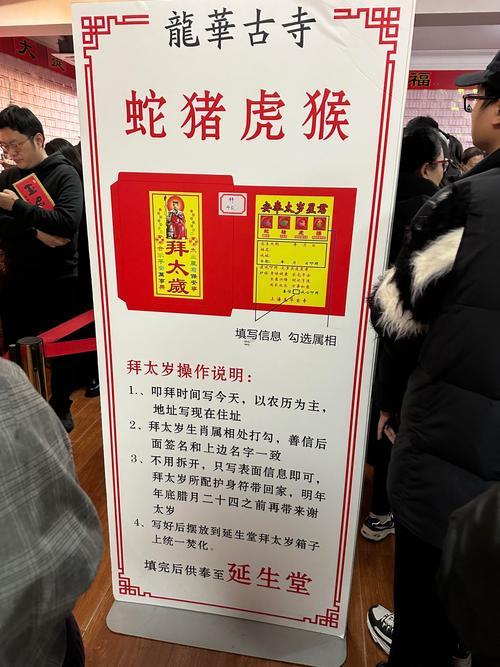 龍華古寺
蛇猪虎猴
拜太歲
填写信息 勾选属相
拜太岁操作说明：
1、叩拜时间写今天，以农历为主，
地址写现在住址
2、拜太岁生肖属相处打勾，善信后
面签名和上边名字一致
3、不用拆开，只写表面信息即可，
拜太岁所配护身符带回家，明年
年底腊月二十四之前再带来谢
太岁
4、写好后摆放到延生堂拜太岁箱子
上统一焚化。
填完后供奉至延生堂
福